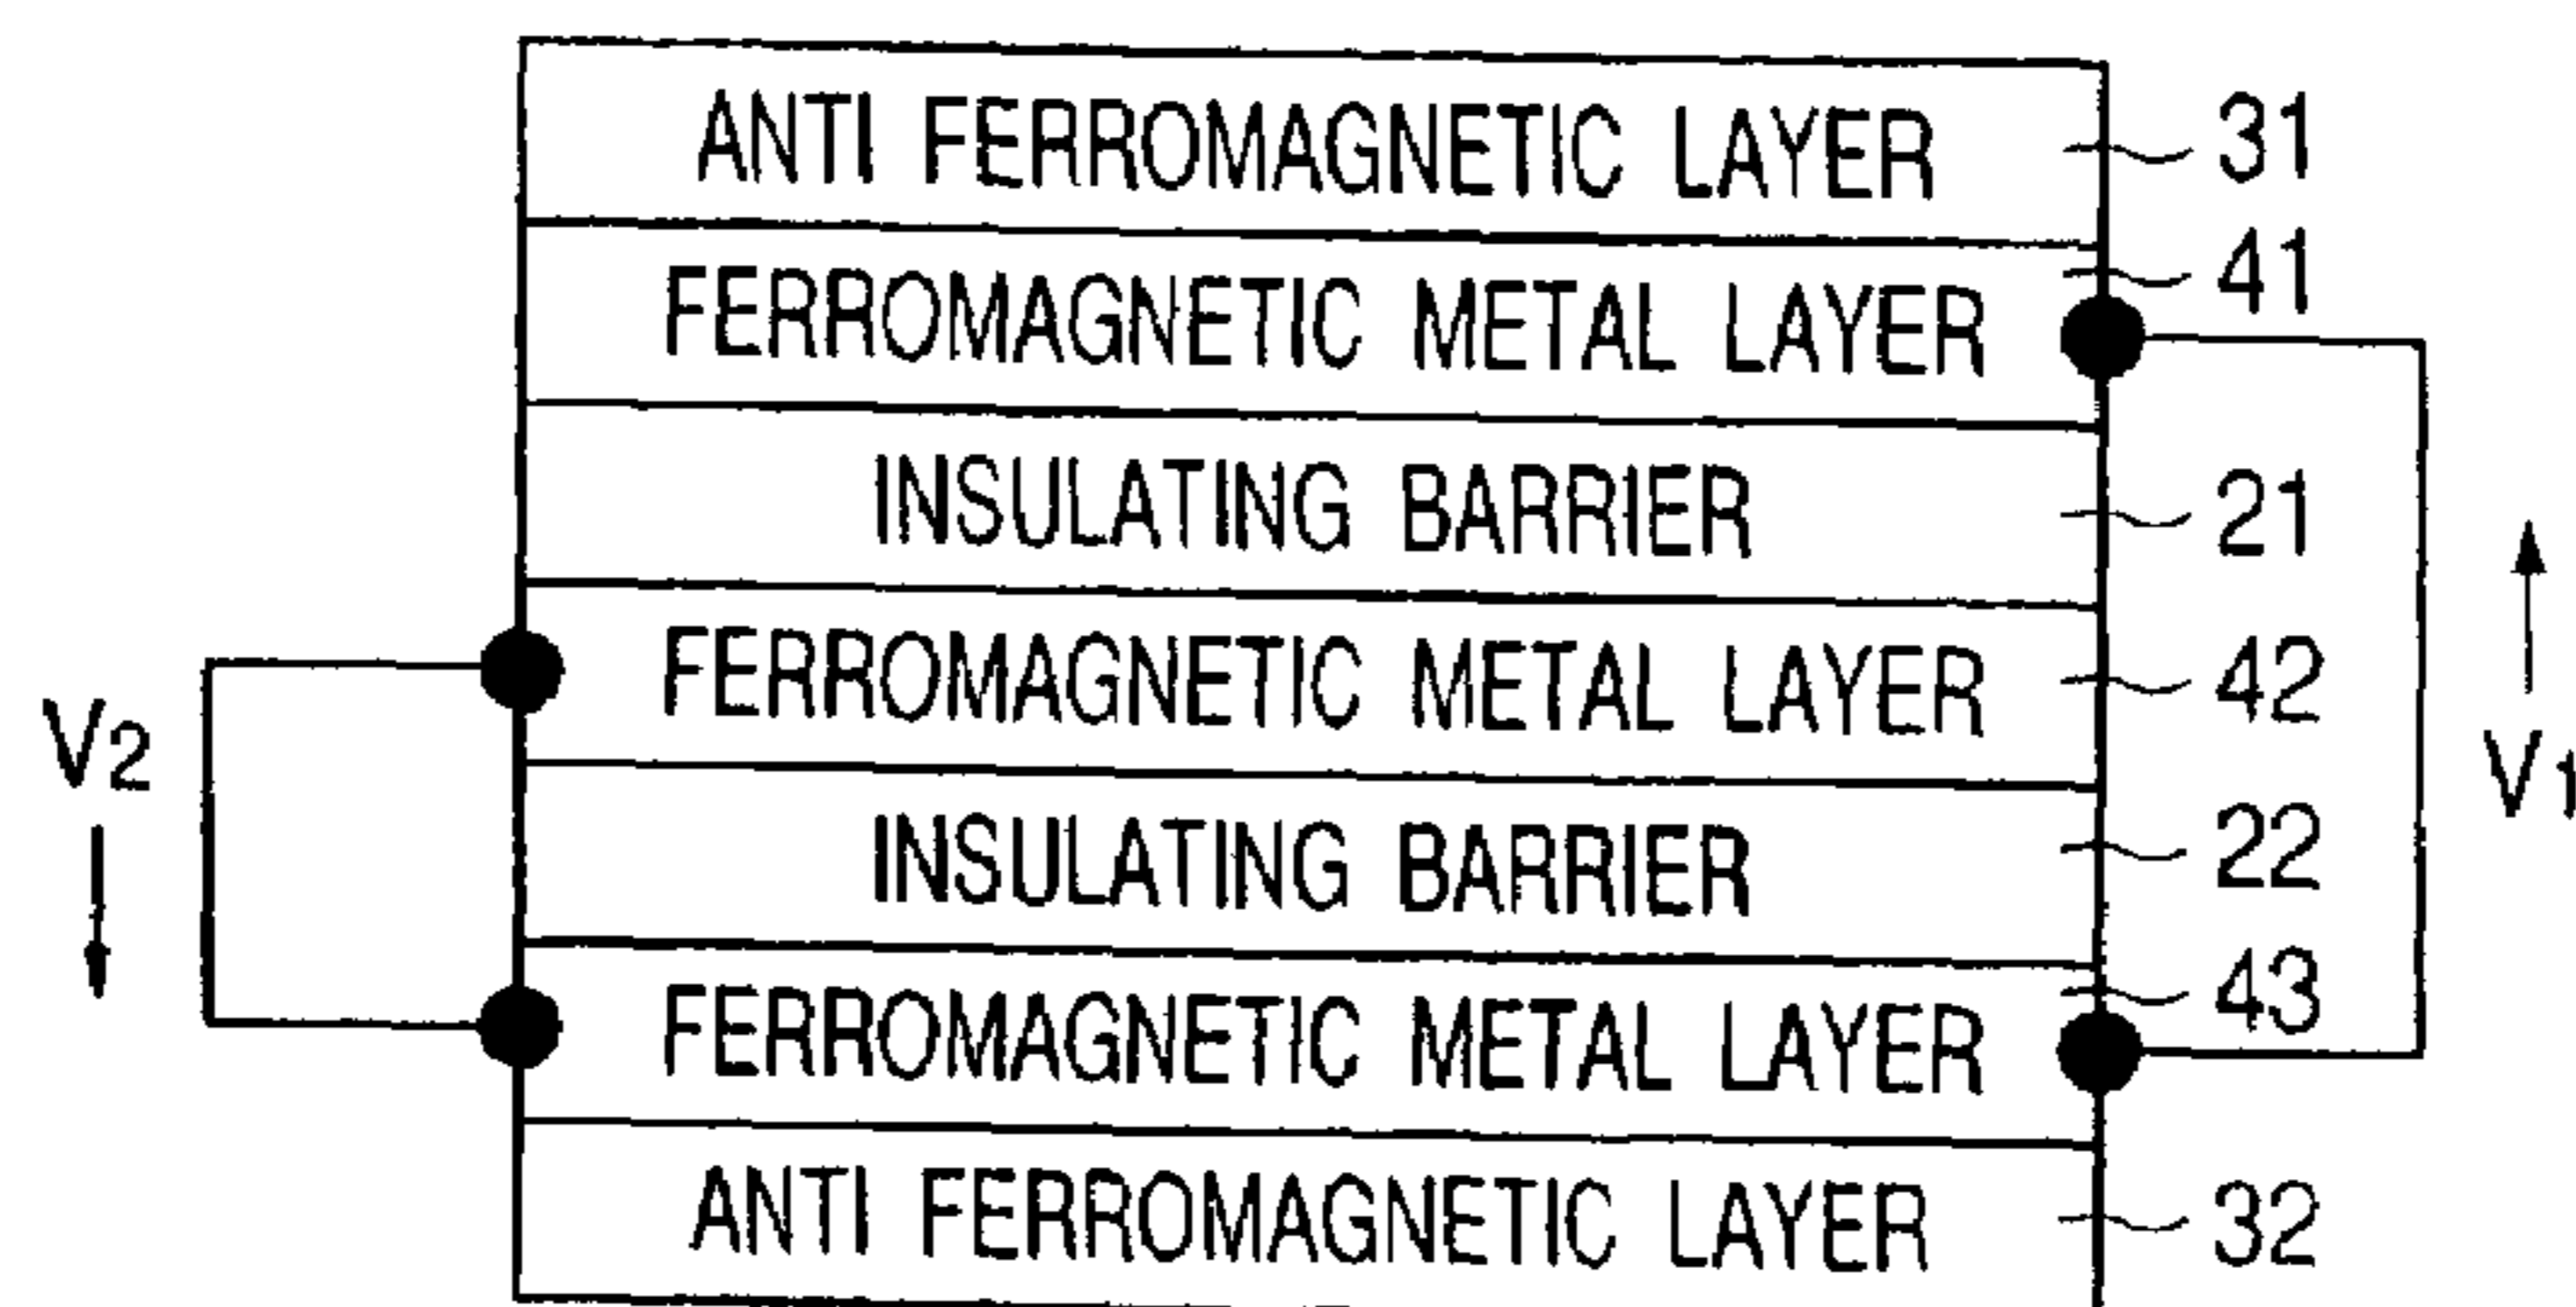 ANTI FERROMAGNETIC LAYER 31
FERROMAGNETIC METAL LAYER 41
INSULATING BARRIER 21
FERROMAGNETIC METAL LAYER 42
V2
V1
INSULATING BARRIER 22
FERROMAGNETIC METAL LAYER 43
ANTI FERROMAGNETIC LAYER 32